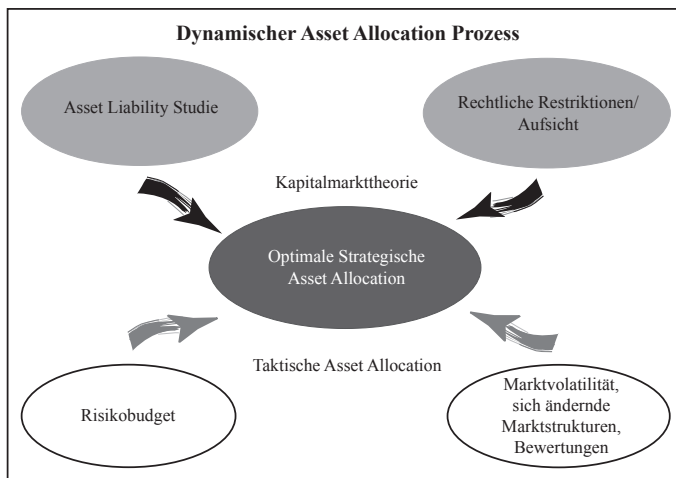 Dynamischer Asset Allocation Prozess
Asset Liability Studie
Rechtliche Restriktionen/
Aufsicht
Kapitalmarkttheorie
Optimale Strategische
Asset Allocation
Taktische Asset Allocation
Risikobudget
Marktvolatilität,
sich ändernde
Marktstrukturen,
Bewertungen